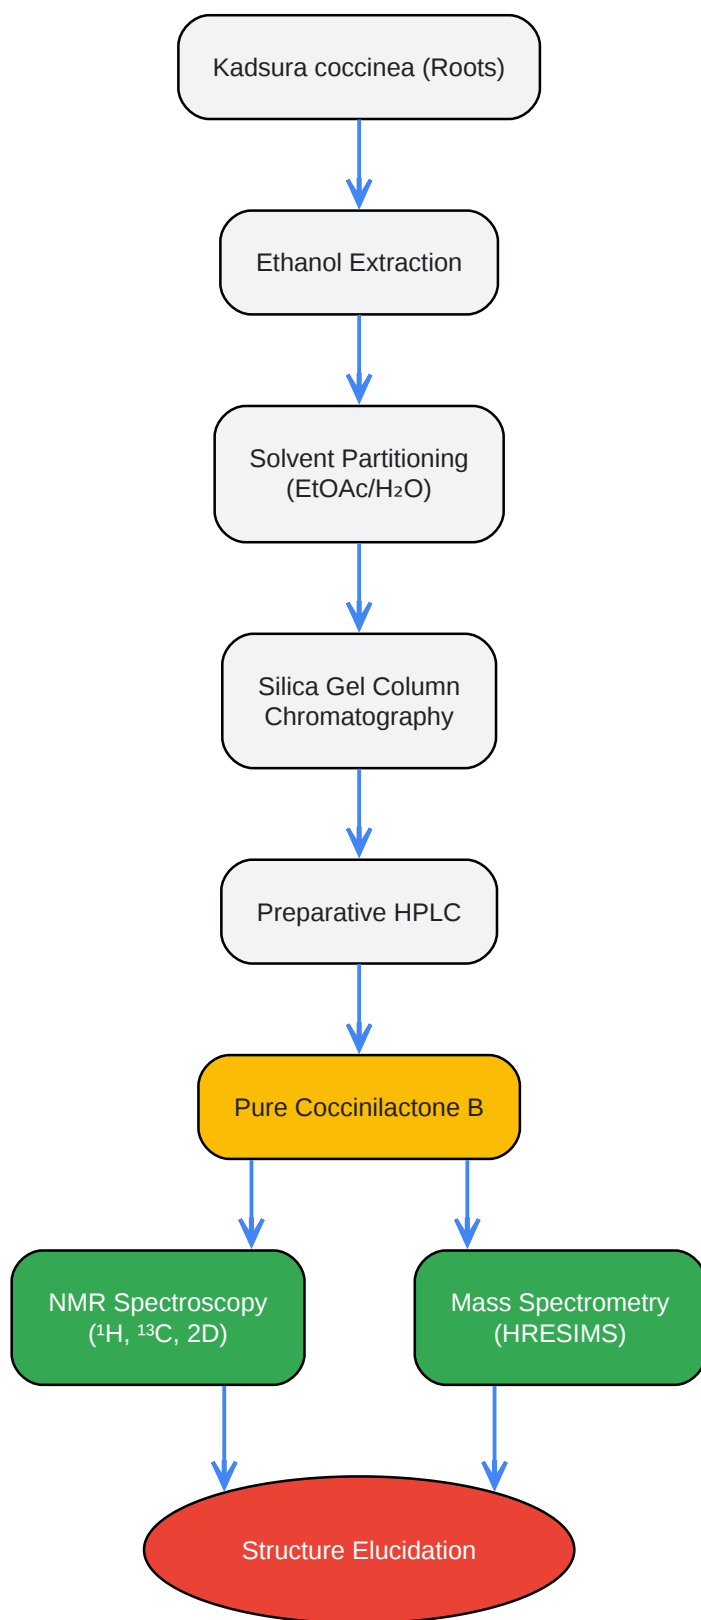 Kadsura coccinea (Roots)
Ethanol Extraction
Solvent Partitioning
(EtOAc/H₂O)
Silica Gel Column
Chromatography
Preparative HPLC
Pure Coccinilactone B
NMR Spectroscopy
(¹H, ¹³C, 2D)
Mass Spectrometry
(HRESIMS)
Structure Elucidation